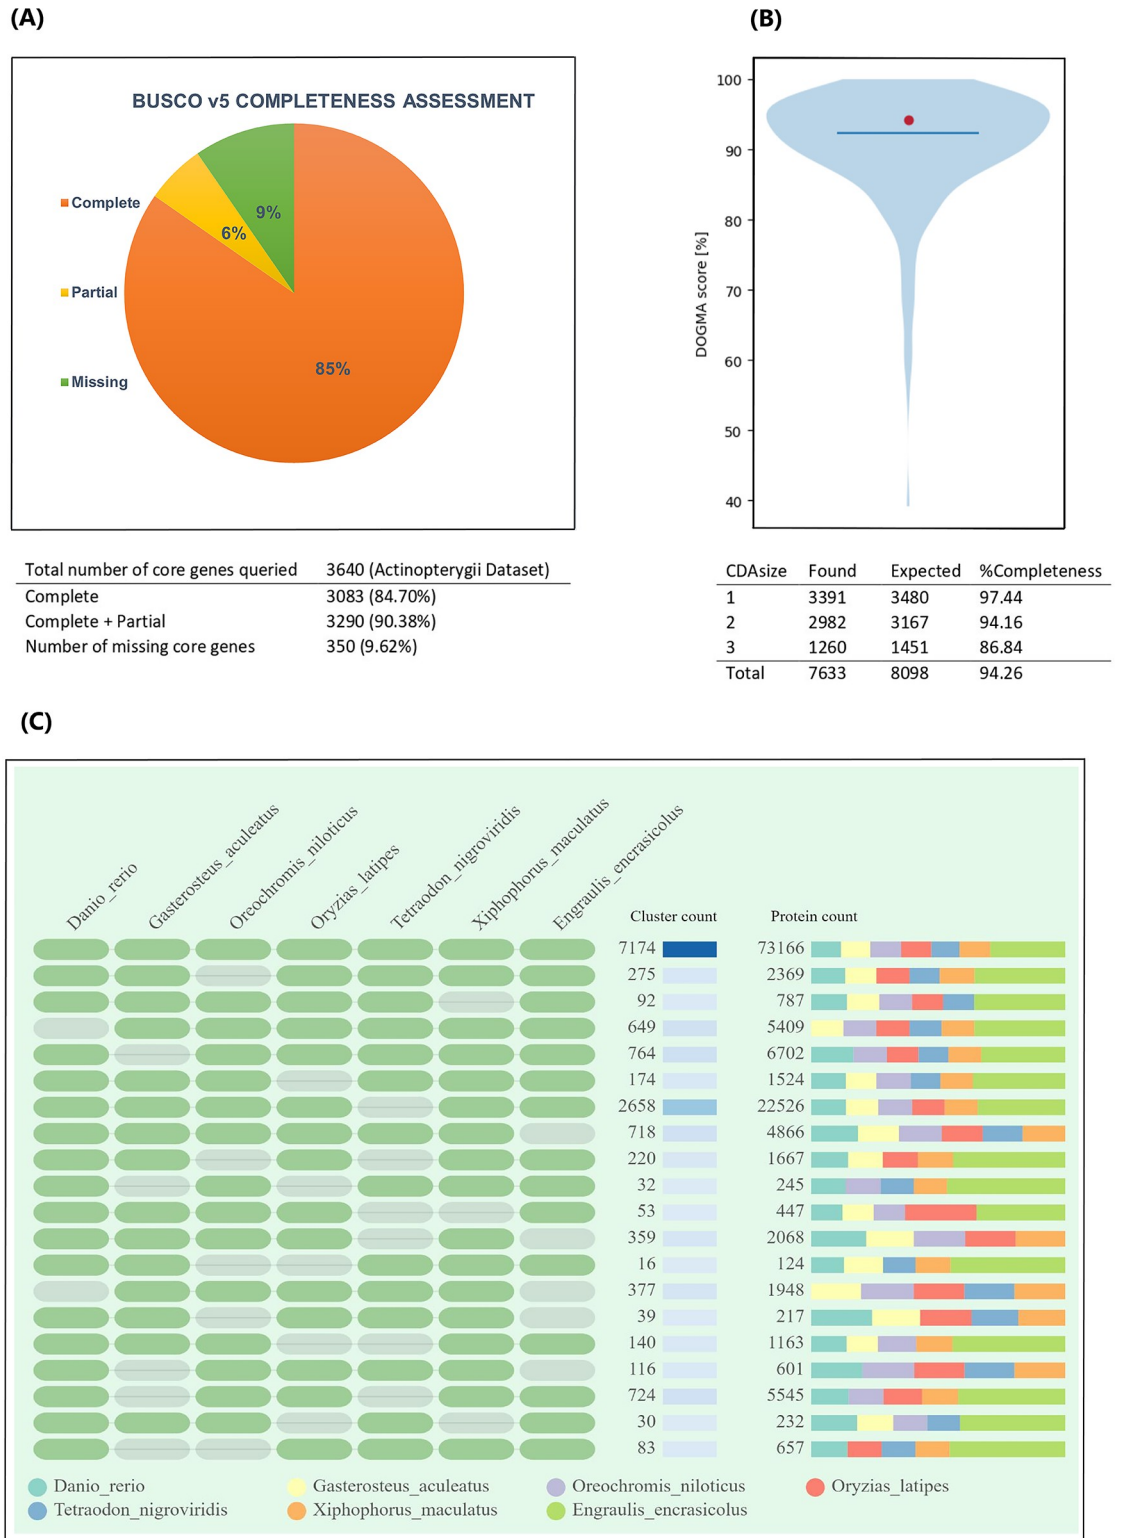 (A)
BUSCO v5 COMPLETENESS ASSESSMENT
Complete
Partial
Missing
9%
6%
85%
Total number of core genes queried 3640 (Actinopterygii Dataset)
Complete 3083 (84.70%)
Complete + Partial 3290 (90.38%)
Number of missing core genes 350 (9.62%)
(B)
DOGMA score [%]
100
90
80
70
60
50
40
CDAsize Found Expected %Completeness
1 3391 3480 97.44
2 2982 3167 94.16
3 1260 1451 86.84
Total 7633 8098 94.26
(C)
Danio_rerio
Gasterosteus_aculeatus
Oreochromis_niloticus
Oryzias_latipes
Tetraodon_nigroviridis
Xiphophorus_maculatus
Engraulis_encrasicolus
Cluster count Protein count
7174 73166
275 2369
92 787
649 5409
764 6702
174 1524
2658 22526
718 4866
220 1667
32 245
53 447
359 2068
16 124
377 1948
39 217
140 1163
116 601
724 5545
30 232
83 657
Danio_rerio Gasterosteus_aculeatus Oreochromis_niloticus Oryzias_latipes
Tetraodon_nigroviridis Xiphophorus_maculatus Engraulis_encrasicolus